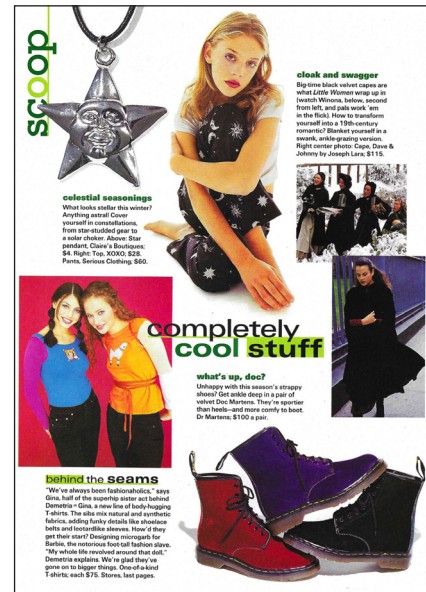 scoop
cloak and swagger
Big-time black velvet capes are
what Little Women wrap up in
(watch Winona, below, second
from left, and pals work 'em
in the flick). How to transform
yourself into a 19th-century
romantic? Blanket yourself in a
swank, ankle-grazing version.
Right center photo: Cape, Dave &
Johnny by Joseph Lara; $115.
celestial seasonings
What looks stellar this winter?
Anything astral! Cover
yourself in constellations,
from star-studded gear to
a solar choker. Above: Star
pendant, Claire's Boutiques;
$4. Right: Top, XOXO; $28.
Pants, Serious Clothing; $60.
completely
cool stuff
what's up, doc?
Unhappy with this season's strappy
shoes? Get ankle deep in a pair of
velvet Doc Martens. They're sportier
than heels—and more comfy to boot.
Dr Martens; $100 a pair.
behind the seams
"We've always been fashionaholics," says
Gina, half of the superhip sister act behind
Demetria = Gina, a new line of body-hugging
T-shirts. The sibs mix natural and synthetic
fabrics, adding funky details like shoelace
belts and leotardlike sleeves. How'd they
get their start? Designing microgarb for
Barbie, the notorious foot-tall fashion slave.
"My whole life revolved around that doll,"
Demetria explains. We're glad they've
gone on to bigger things. One-of-a-kind
T-shirts; each $75. Stores, last pages.